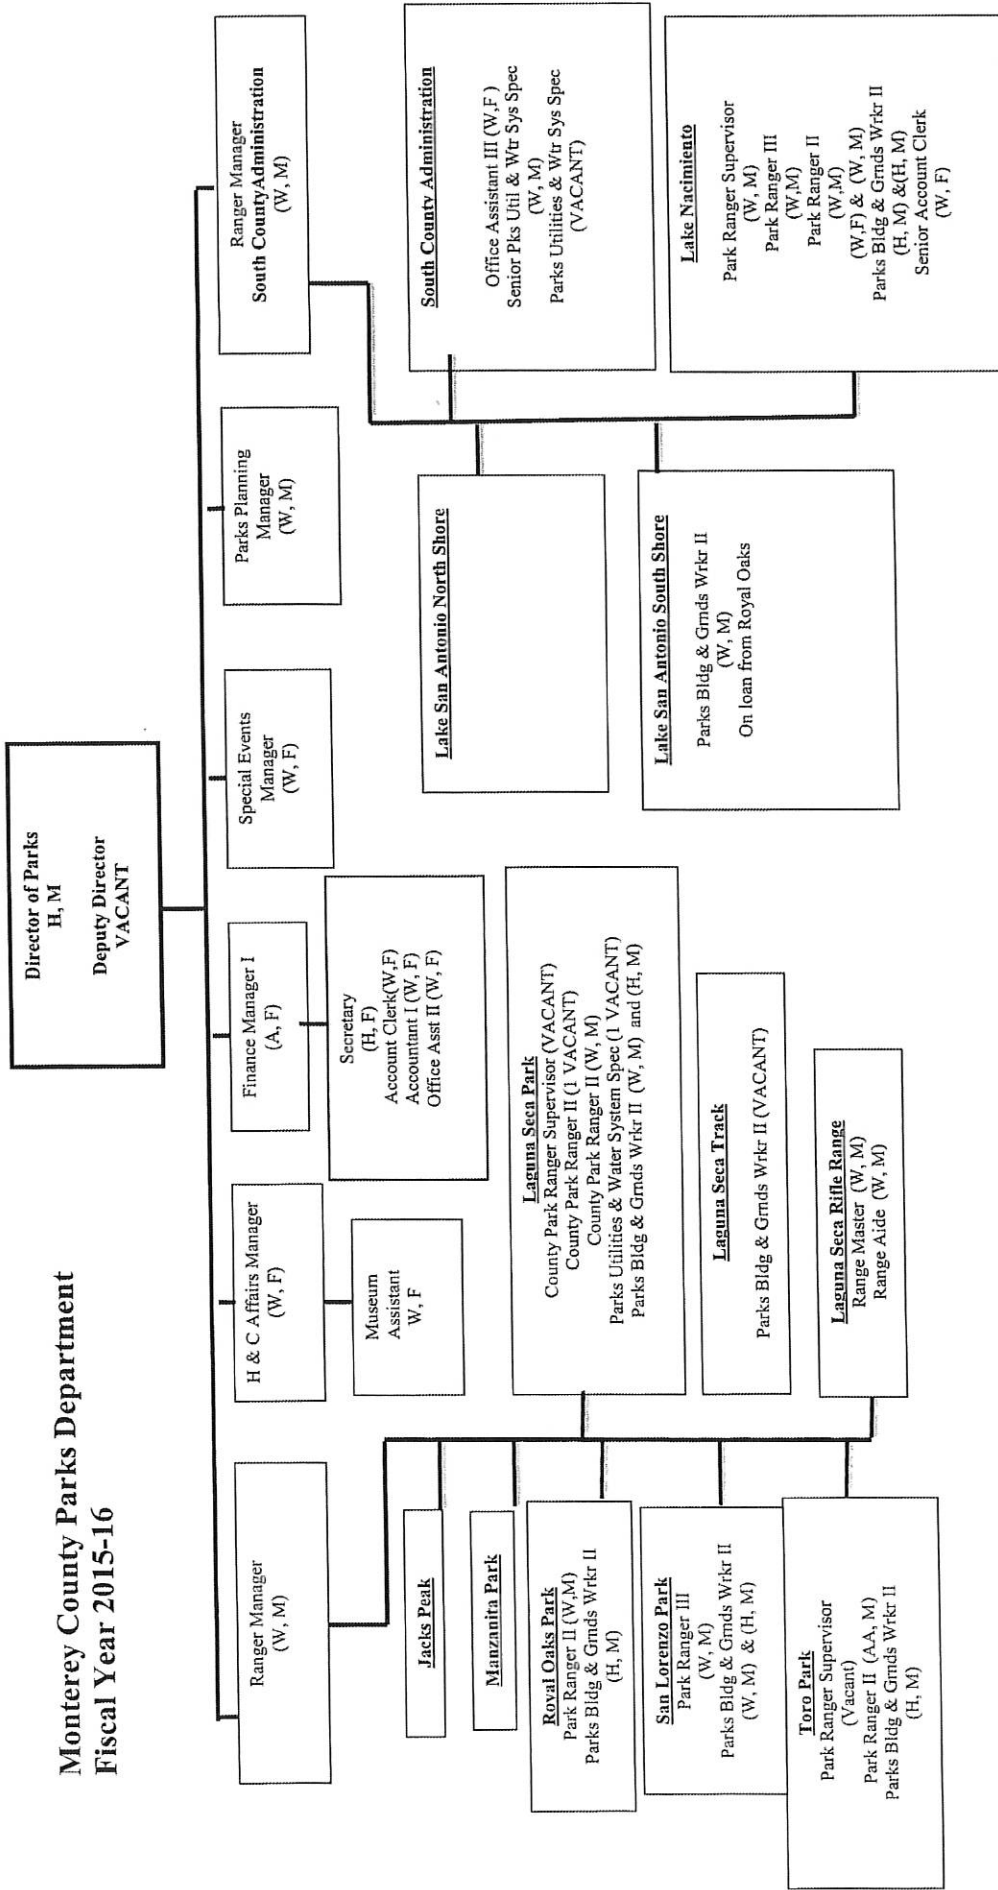 Monterey County Parks Department
Fiscal Year 2015-16
Director of Parks
H, M
Deputy Director
VACANT
Ranger Manager
(W, M)
H & C Affairs Manager
(W, F)
Finance Manager I
(A, F)
Special Events
Manager
(W, F)
Parks Planning
Manager
(W, M)
Ranger Manager
South CountyAdministration
(W, M)
Museum
Assistant
W, F
Secretary
(H, F)
Account Clerk(W,F)
Accountant I (W, F)
Office Asst II (W, F)
Jacks Peak
Manzanita Park
Royal Oaks Park
Park Ranger II (W,M)
Parks Bldg & Grnds Wrkr II
(H, M)
San Lorenzo Park
Park Ranger III
(W, M)
Parks Bldg & Grnds Wrkr II
(W, M) & (H, M)
Toro Park
Park Ranger Supervisor
(Vacant)
Park Ranger II (AA, M)
Parks Bldg & Grnds Wrkr II
(H, M)
Laguna Seca Park
County Park Ranger Supervisor (VACANT)
County Park Ranger II (1 VACANT)
County Park Ranger II (W, M)
Parks Utilities & Water System Spec (1 VACANT)
Parks Bldg & Grnds Wrkr II (W, M) and (H, M)
Laguna Seca Track
Parks Bldg & Grnds Wrkr II (VACANT)
Laguna Seca Rifle Range
Range Master (W, M)
Range Aide (W, M)
Lake San Antonio North Shore
Lake San Antonio South Shore
Parks Bldg & Grnds Wrkr II
(W, M)
On loan from Royal Oaks
South County Administration
Office Assistant III (W,F )
Senior Pks Util & Wtr Sys Spec
(W, M)
Parks Utilities & Wtr Sys Spec
(VACANT)
Lake Nacimiento
Park Ranger Supervisor
(W, M)
Park Ranger III
(W,M)
Park Ranger II
(W,M)
(W,F) & (W, M)
Parks Bldg & Grnds Wrkr II
(H, M) &(H, M)
Senior Account Clerk
(W, F)